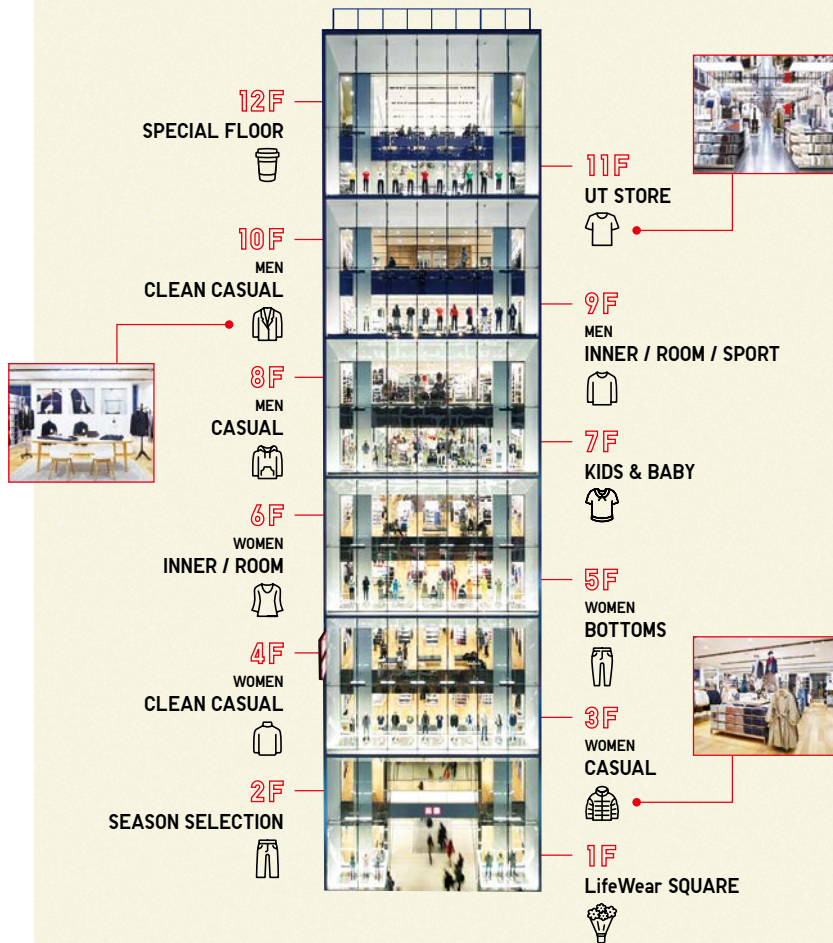 12F
SPECIAL FLOOR
11F
UT STORE
10F
MEN
CLEAN CASUAL
9F
MEN
INNER / ROOM / SPORT
8F
MEN
CASUAL
7F
KIDS & BABY
6F
WOMEN
INNER / ROOM
5F
WOMEN
BOTTOMS
4F
WOMEN
CLEAN CASUAL
3F
WOMEN
CASUAL
2F
SEASON SELECTION
1F
LifeWear SQUARE